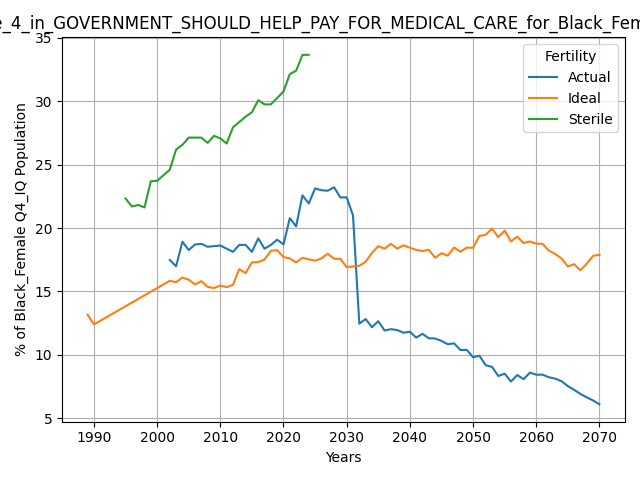 e_4_in_GOVERNMENT_SHOULD_HELP_PAY_FOR_MEDICAL_CARE_for_Black_Fem
% of Black_Female Q4_IQ Population
35
30
25
20
15
10
5
Fertility
Actual
Ideal
Sterile
1990 2000 2010 2020 2030 2040 2050 2060 2070
Years